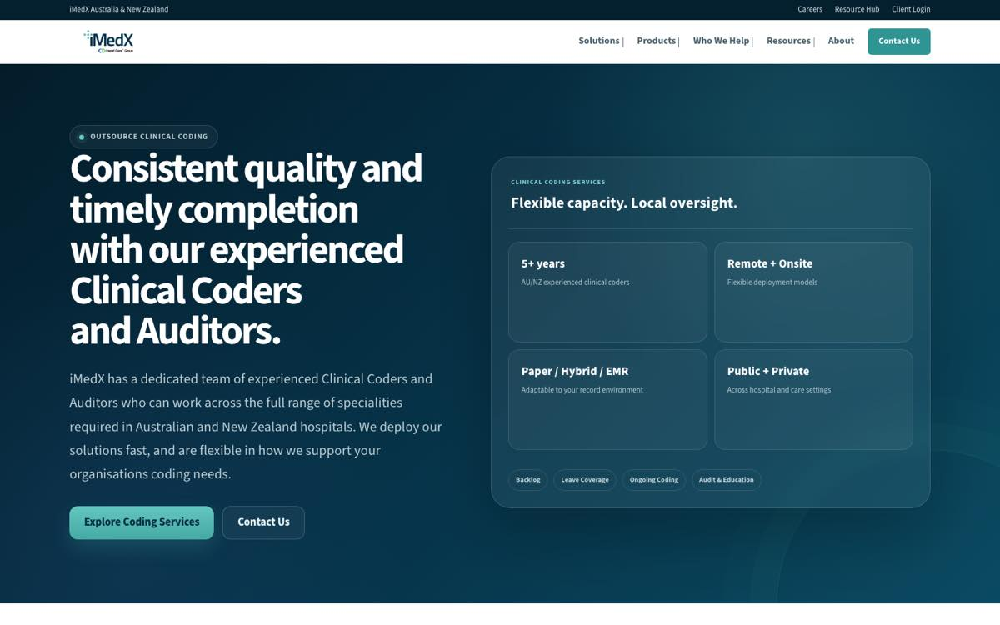 iMedX Australia & New Zealand
Careers
Resource Hub
Client Login
iMedX
Rapid Care Group
Solutions
Products
Who We Help
Resources
About
Contact Us
OUTSOURCE CLINICAL CODING
Consistent quality and
timely completion
with our experienced
Clinical Coders
and Auditors.
iMedX has a dedicated team of experienced Clinical Coders and
Auditors who can work across the full range of specialities
required in Australian and New Zealand hospitals. We deploy our
solutions fast, and are flexible in how we support your
organisations coding needs.
Explore Coding Services
Contact Us
CLINICAL CODING SERVICES
Flexible capacity. Local oversight.
5+ years
AU/NZ experienced clinical coders
Remote + Onsite
Flexible deployment models
Paper / Hybrid / EMR
Adaptable to your record environment
Public + Private
Across hospital and care settings
Backlog
Leave Coverage
Ongoing Coding
Audit & Education